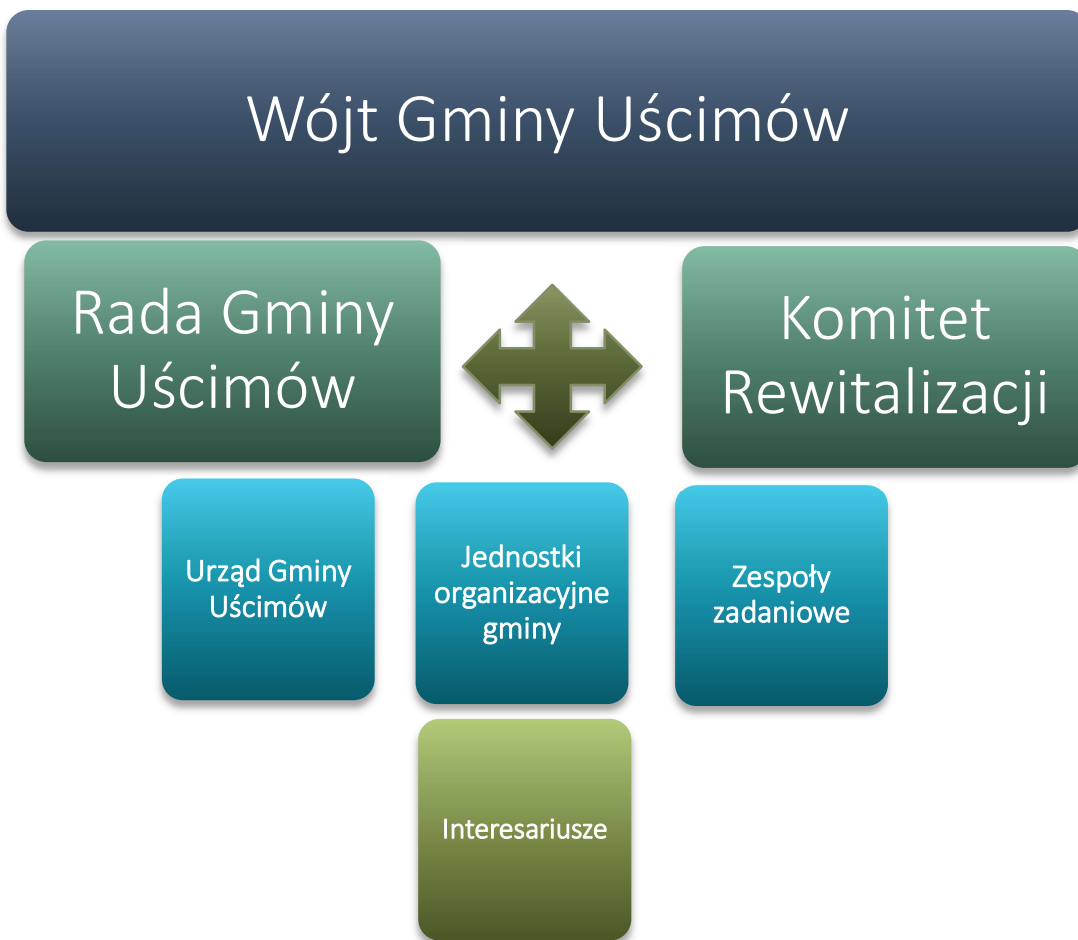 Wójt Gminy Uścimów
Rada Gminy
Uścimów
Komitet
Rewitalizacji
Urząd Gminy
Uścimów
Jednostki
organizacyjne
gminy
Zespoły
zadaniowe
Interesariusze